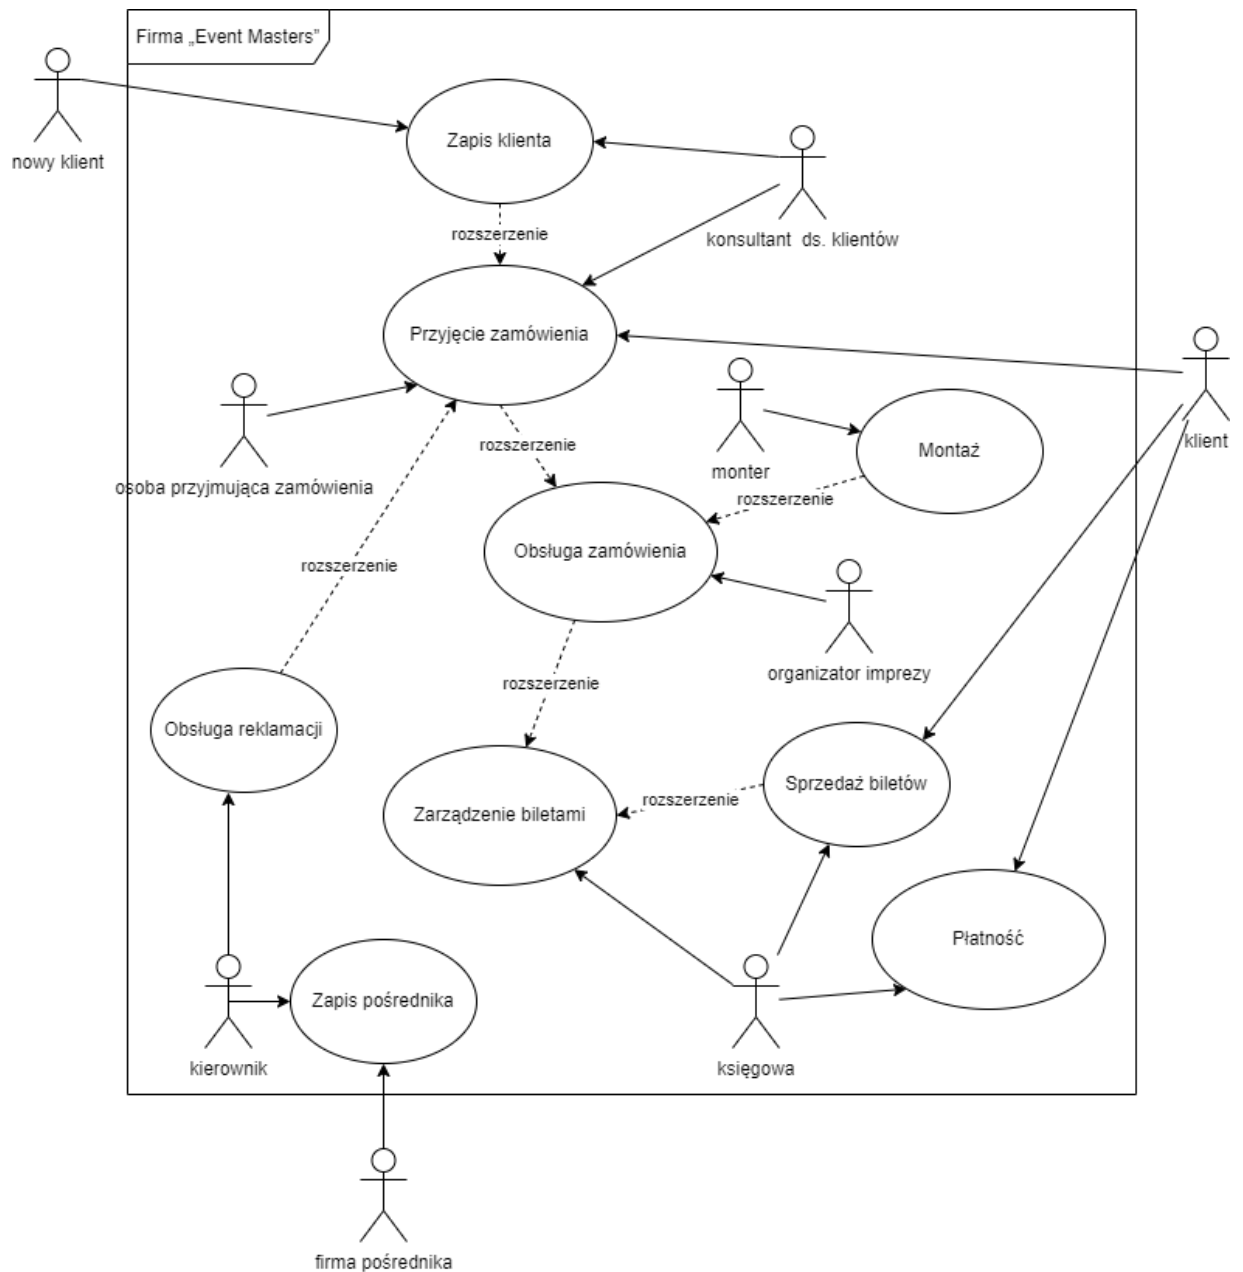 Firma „Event Masters”
nowy klient
Zapis klienta
konsultant ds. klientów
rozszerzenie
Przyjęcie zamówienia
klient
osoba przyjmująca zamówienia
rozszerzenie
monter
Montaż
rozszerzenie
Obsługa zamówienia
rozszerzenie
organizator imprezy
rozszerzenie
Obsługa reklamacji
Zarządzenie biletami
rozszerzenie
Sprzedaż biletów
Płatność
Zapis pośrednika
kierownik
księgowa
firma pośrednika